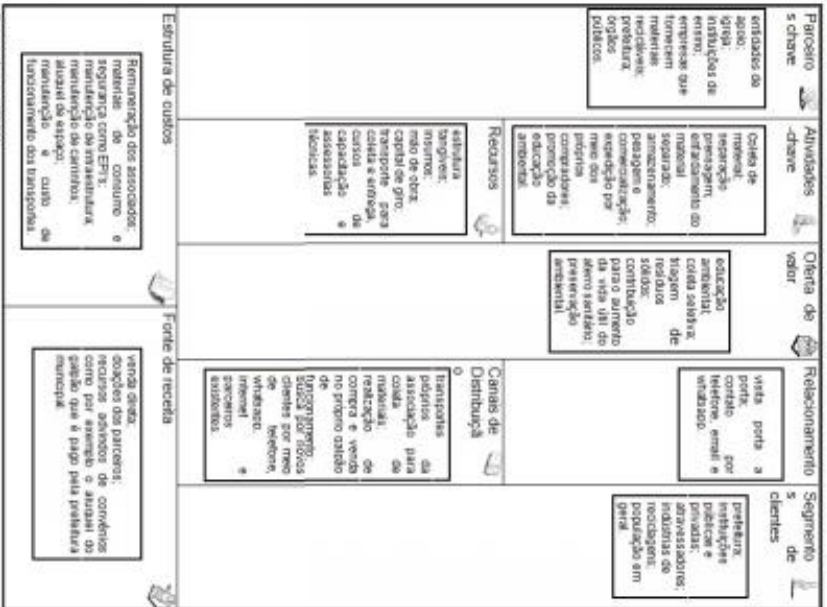 Parceiro
s chave
entidades de
apoio;
igreja;
instituições de
ensino;
empresas que
fornecem
materiais
recicláveis;
prefeitura;
órgãos
públicos.
Atividades
-chave
Coleta de
material;
separação
prensagem;
enfardamento do
material
separado;
armazenamento;
pesagem e
comercialização;
expedição por
meio dos
próprios
compradores;
promoção da
educação
ambiental.
Recursos
estrutura
tangíveis;
insumos;
mão de obra;
capital de giro;
transporte para
coleta e entrega;
cursos de
capacitação e
assessorias
técnicas.
Oferta de
valor
educação
ambiental;
coleta seletiva;
triagem de
resíduos
sólidos;
contribuição
para o aumento
da vida útil do
aterro sanitário;
preservação
ambiental.
Relacionamento
visita porta a
porta;
contato por
telefone, email e
whatsapp.
Canais de
Distribuiçã
o
transportes
próprios da
associação para
coleta de
materiais;
realização de
compra e venda
no próprio galpão
de
funcionamento;
busca por novos
clientes por meio
de telefone,
whatsapp,
internet e
parceiros
existentes.
Segmento
s de
clientes
prefeitura;
instituições
públicas e
privadas;
atravessadores;
indústrias de
reciclagens;
população em
geral.
Estrutura de custos
Remuneração dos associados;
materiais de consumo e
segurança como EPI's;
manutenção de infraestrutura;
manutenção de carrinhos;
aluguel de espaço;
manutenção e custo de
funcionamento dos transportes.
Fonte de receita
venda direta;
doações dos parceiros;
recursos advindos de convênios
como por exemplo o aluguel do
galpão que é pago pela prefeitura
municipal.